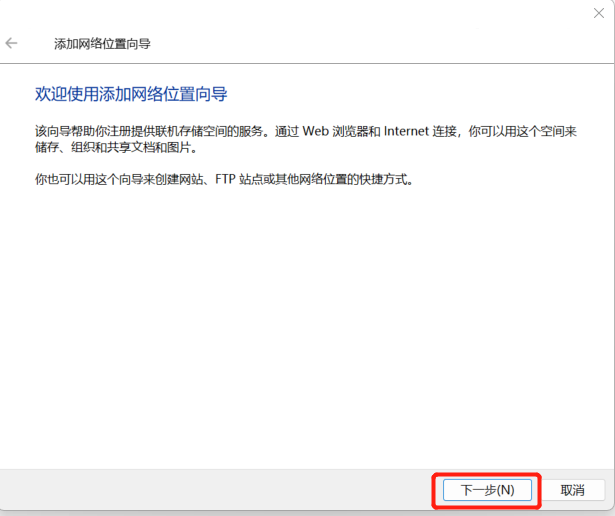 添加网络位置向导
欢迎使用添加网络位置向导
该向导帮助你注册提供联机存储空间的服务。通过 Web 浏览器和 Internet 连接，你可以用这个空间来
储存、组织和共享文档和图片。
你也可以用这个向导来创建网站、FTP 站点或其他网络位置的快捷方式。
下一步(N) 取消